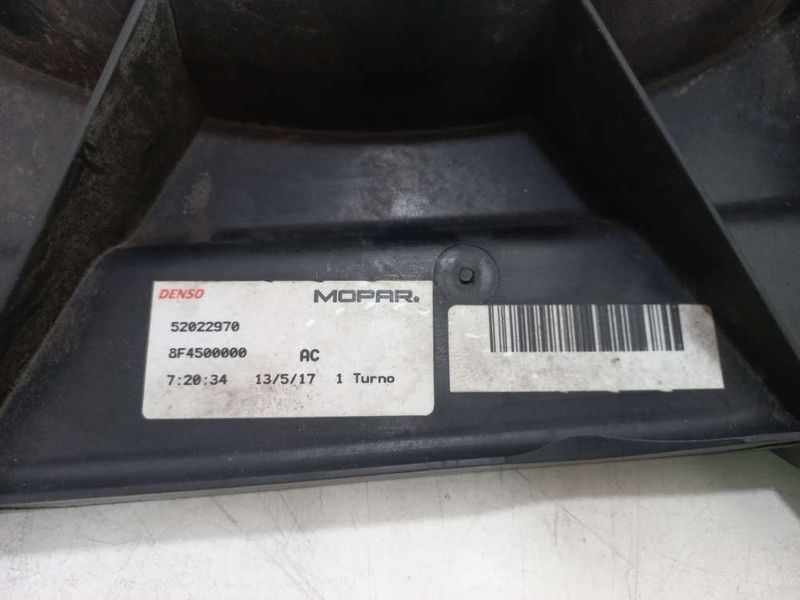 DENSO MOPAR.
52022970
8F4500000 AC
7:20:34 13/5/17 1 Turno